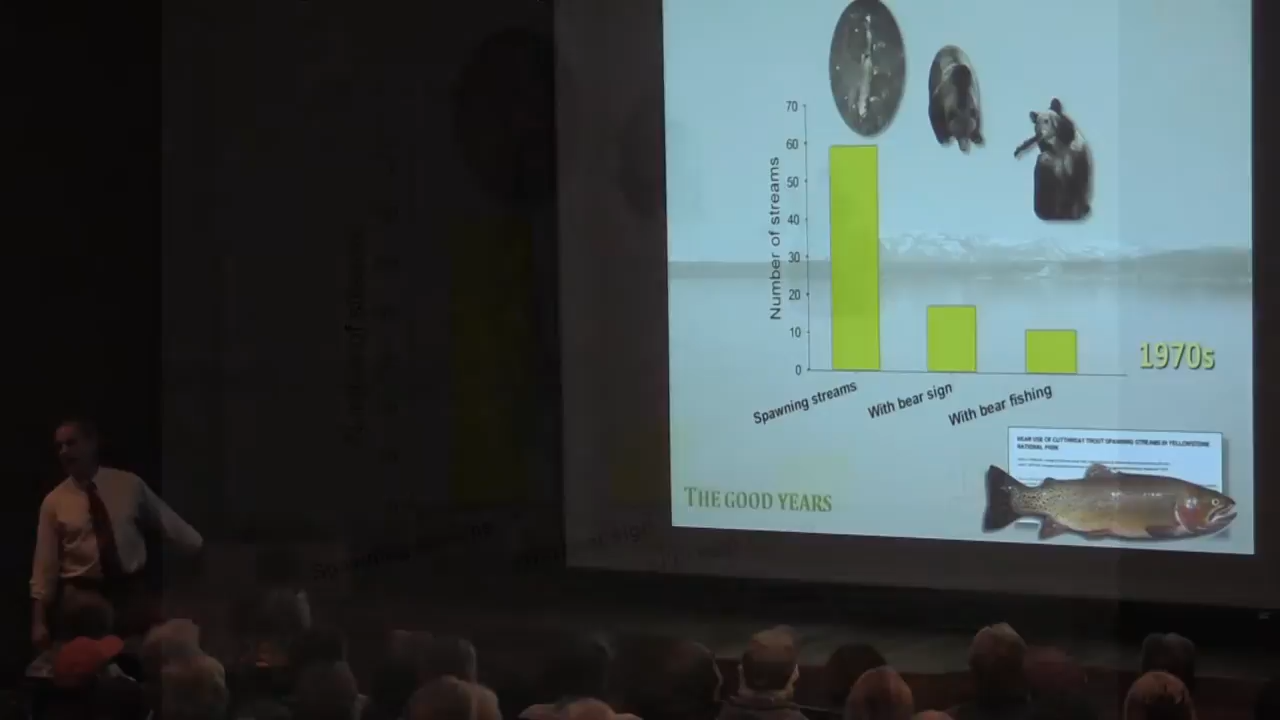 70
60
50
40
30
20
10
0
Number of streams
Spawning streams
With bear sign
With bear fishing
1970s
BEAR USE OF CUTTHROAT TROUT SPAWNING STREAMS IN YELLOWSTONE
NATIONAL PARK
THE GOOD YEARS